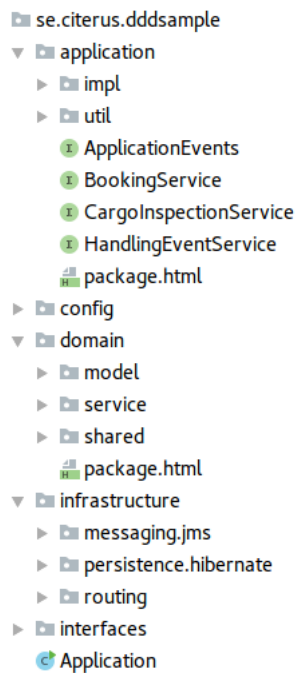 se.citerus.dddsample
application
impl
util
ApplicationEvents
BookingService
CargoInspectionService
HandlingEventService
package.html
config
domain
model
service
shared
package.html
infrastructure
messaging.jms
persistence.hibernate
routing
interfaces
Application